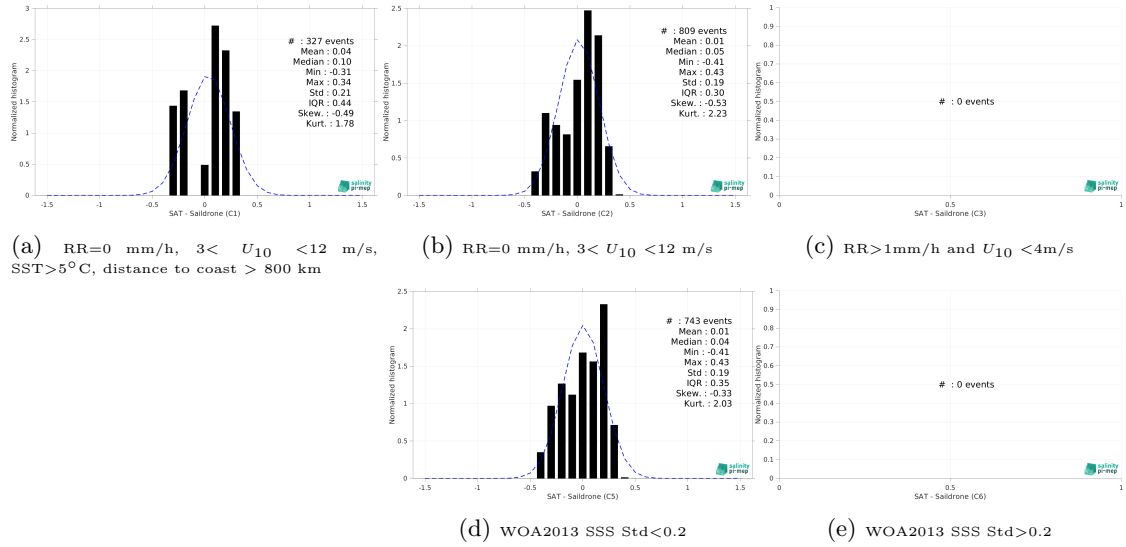 Normalized histogram
3
2.5
2
1.5
1
0.5
0
-1.5
-1
-0.5
0
0.5
1
1.5
SAT - Saildrone (C1)
# : 327 events
Mean : 0.04
Median : 0.10
Min : -0.31
Max : 0.34
Std : 0.21
IQR : 0.44
Skew. : -0.49
Kurt. : 1.78
salinity
pi-mep
Normalized histogram
2.5
2
1.5
1
0.5
0
-1.5
-1
-0.5
0
0.5
1
1.5
SAT - Saildrone (C2)
# : 809 events
Mean : 0.01
Median : 0.05
Min : -0.41
Max : 0.43
Std : 0.19
IQR : 0.30
Skew. : -0.53
Kurt. : 2.23
salinity
pi-mep
Normalized histogram
1
0.9
0.8
0.7
0.6
0.5
0.4
0.3
0.2
0.1
0
0.5
1
SAT - Saildrone (C3)
# : 0 events
salinity
pi-mep
(a) RR=0 mm/h, 3< U10 <12 m/s,
SST>5°C, distance to coast > 800 km
(b) RR=0 mm/h, 3< U10 <12 m/s
(c) RR>1mm/h and U10 <4m/s
Normalized histogram
2.5
2
1.5
1
0.5
0
-1.5
-1
-0.5
0
0.5
1
1.5
SAT - Saildrone (C5)
# : 743 events
Mean : 0.01
Median : 0.04
Min : -0.41
Max : 0.43
Std : 0.19
IQR : 0.35
Skew. : -0.33
Kurt. : 2.03
salinity
pi-mep
Normalized histogram
1
0.9
0.8
0.7
0.6
0.5
0.4
0.3
0.2
0.1
0
0.5
1
SAT - Saildrone (C6)
# : 0 events
salinity
pi-mep
(d) WOA2013 SSS Std<0.2
(e) WOA2013 SSS Std>0.2